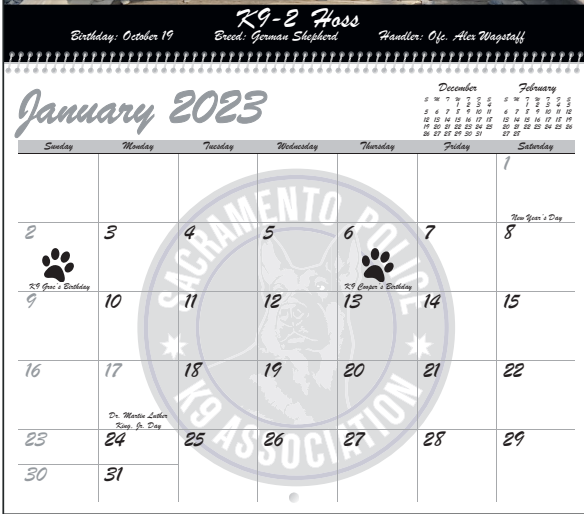 K9-2 Hoss
Birthday: October 19 Breed: German Shepherd Handler: Ofc. Alex Wagstaff
January 2023
December February
S M T W T F S S M T W T F S
1 2 3 4 1 2 3 4 5
5 6 7 8 9 10 11 6 7 8 9 10 11 12
12 13 14 15 16 17 18 13 14 15 16 17 18 19
19 20 21 22 23 24 25 20 21 22 23 24 25 26
26 27 28 29 30 31 27 28
Sunday Monday Tuesday Wednesday Thursday Friday Saturday
1
New Year's Day
2 3 4 5 6 7 8
K9 Groe's Birthday K9 Cooper's Birthday
9 10 11 12 13 14 15
16 17 18 19 20 21 22
Dr. Martin Luther
King, Jr. Day
23 24 25 26 27 28 29
30 31
SACRAMENTO POLICE
K9 ASSOCIATION